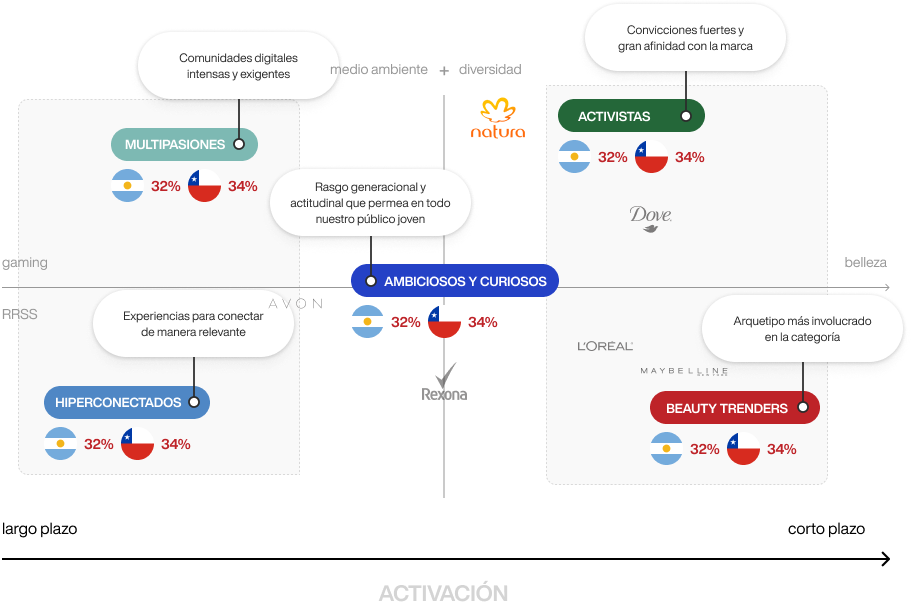 Convicciones fuertes y
gran afinidad con la marca
Comunidades digitales
intensas y exigentes
medio ambiente + diversidad
natura
ACTIVISTAS
32% 34%
MULTIPASIONES
32% 34%
Rasgo generacional y
actitudinal que permea en todo
nuestro público joven
Dove
gaming
belleza
AMBICIOSOS Y CURIOSOS
32% 34%
RRSS
AVON
Experiencias para conectar
de manera relevante
Arquetipo más involucrado
en la categoría
L'ORÉAL
MAYBELLINE
NEW YORK
Rexona
HIPERCONECTADOS
32% 34%
BEAUTY TRENDERS
32% 34%
largo plazo
corto plazo
ACTIVACIÓN